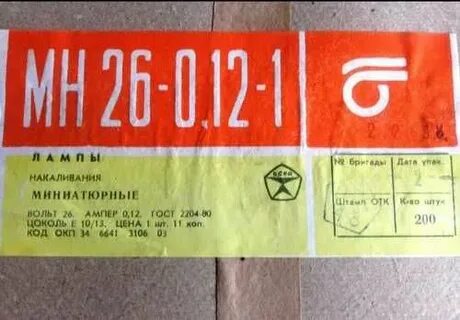 МН 26-0,12-1
ЛАМПЫ
НАКАЛИВАНИЯ
МИНИАТЮРНЫЕ
ВОЛЬТ 26. АМПЕР 0,12. ГОСТ 2204-80
ЦОКОЛЬ Е 10/13. ЦЕНА 1 шт. 11 коп.
КОД ОКП 34 6641 3106 03
№ бригады
Дата упак.
2
Штамп ОТК
К-во штук
200